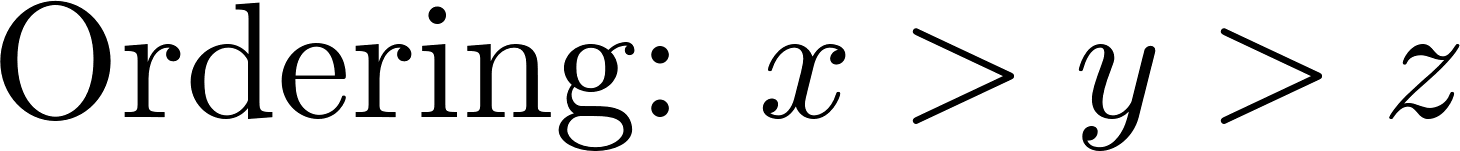 Ordering: x > y > z